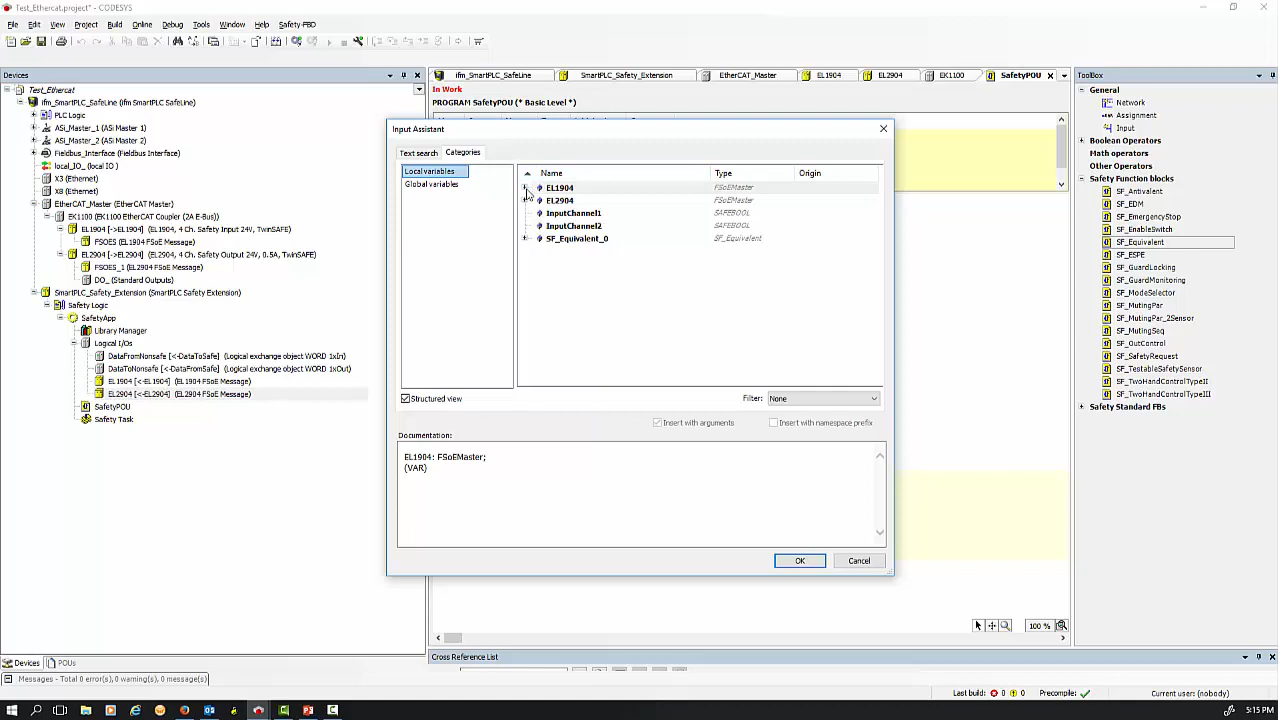 Test_Ethercat.project* - CODESYS
File Edit View Project Build Online Debug Tools Window Help Safety-FBD
Devices
Test_Ethercat
ifm_SmartPLC_SafeLine (ifm SmartPLC SafeLine)
PLC Logic
ASi_Master_1 (ASi Master 1)
ASi_Master_2 (ASi Master 2)
Fieldbus_Interface (Fieldbus Interface)
local_IO_ (local IO )
X3 (Ethernet)
X8 (Ethernet)
EtherCAT_Master (EtherCAT Master)
EK1100 (EK1100 EtherCAT Coupler (2A E-Bus))
EL1904 [->EL1904] (EL1904, 4 Ch. Safety Input 24V, TwinSAFE)
FSOES (EL1904 FSoE Message)
EL2904 [->EL2904] (EL2904, 4 Ch. Safety Output 24V, 0.5A, TwinSAFE)
FSOES_1 (EL2904 FSoE Message)
DO_ (Standard Outputs)
SmartPLC_Safety_Extension (SmartPLC Safety Extension)
Safety Logic
SafetyApp
Library Manager
Logical I/Os
DataFromNonsafe [<-DataToSafe] (Logical exchange object WORD 1xIn)
DataToNonsafe [<-DataFromSafe] (Logical exchange object WORD 1xOut)
EL1904 [<-EL1904] (EL1904 FSoE Message)
EL2904 [<-EL2904] (EL2904 FSoE Message)
SafetyPOU
Safety Task
Devices POUs
ifm_SmartPLC_SafeLine SmartPLC_Safety_Extension EtherCAT_Master EL1904 EL2904 EK1100 SafetyPOU
In Work
PROGRAM SafetyPOU (* Basic Level *)
Input Assistant
Text search Categories
Local variables
Global variables
Name Type Origin
EL1904 FSoEMaster
EL2904 FSoEMaster
InputChannel1 SAFEBOOL
InputChannel2 SAFEBOOL
SF_Equivalent_0 SF_Equivalent
Structured view Filter: None
Insert with arguments Insert with namespace prefix
Documentation:
EL1904: FSoEMaster;
(VAR)
OK Cancel
100 %
Cross Reference List
ToolBox
General
Network
Assignment
Input
Boolean Operators
Math operators
Other Operators
Safety Function blocks
SF_Antivalent
SF_EDM
SF_EmergencyStop
SF_EnableSwitch
SF_Equivalent
SF_ESPE
SF_GuardLocking
SF_GuardMonitoring
SF_ModeSelector
SF_MutingPar
SF_MutingPar_2Sensor
SF_MutingSeq
SF_OutControl
SF_SafetyRequest
SF_TestableSafetySensor
SF_TwoHandControlTypeII
SF_TwoHandControlTypeIII
Safety Standard FBs
Messages - Total 0 error(s), 0 warning(s), 0 message(s)
Last build: 0 0 Precompile: Current user: (nobody)
5:15 PM